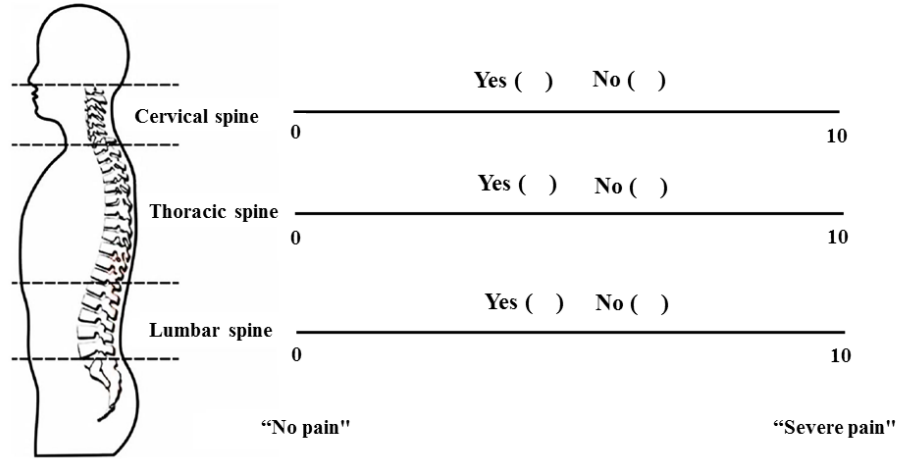 Yes (   )   No (   )
Cervical spine
0   10
Yes (   )   No (   )
Thoracic spine
0   10
Yes (   )   No (   )
Lumbar spine
0   10
“No pain"   “Severe pain"